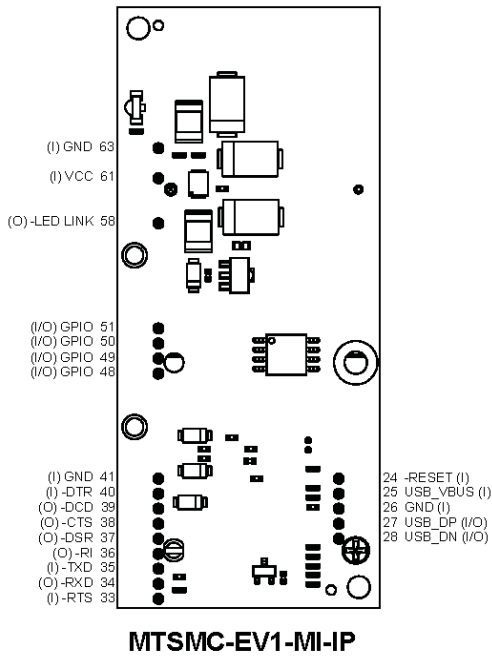 (I) GND 63
(I) VCC 61
(O) -LED LINK 58
(I/O) GPIO 51
(I/O) GPIO 50
(I/O) GPIO 49
(I/O) GPIO 48
(I) GND 41
(I) -DTR 40
(O) -DCD 39
(O) -CTS 38
(O) -DSR 37
(O) -RI 36
(I) -TXD 35
(O) -RXD 34
(I) -RTS 33
24 -RESET (I)
25 USB_VBUS (I)
26 GND (I)
27 USB_DP (I/O)
28 USB_DN (I/O)
MTSMC-EV1-MI-IP